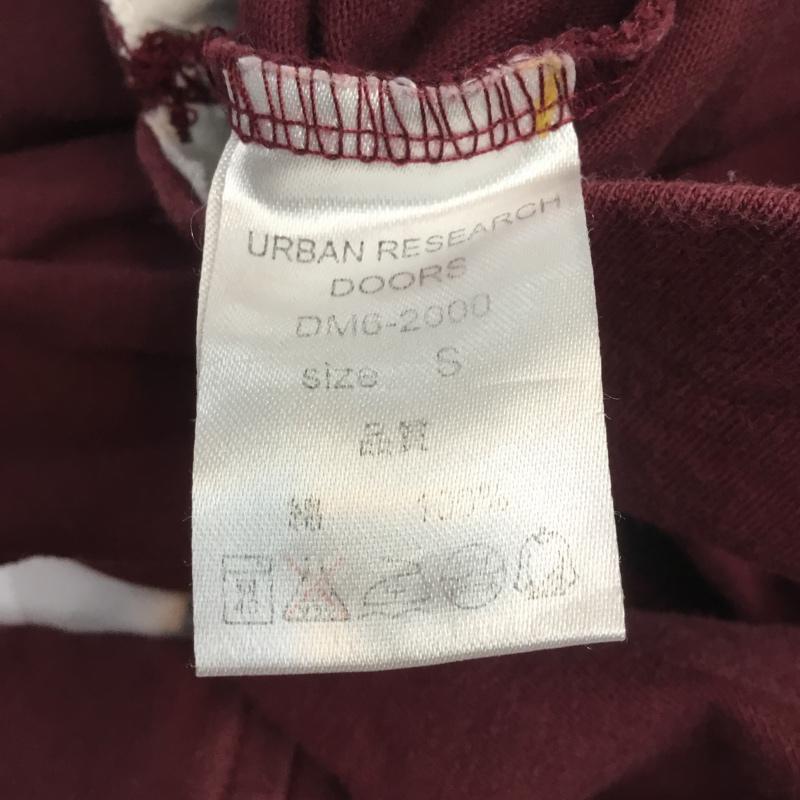 URBAN RESEARCH
DOORS
DM6-2000
size S
品質
綿 100%